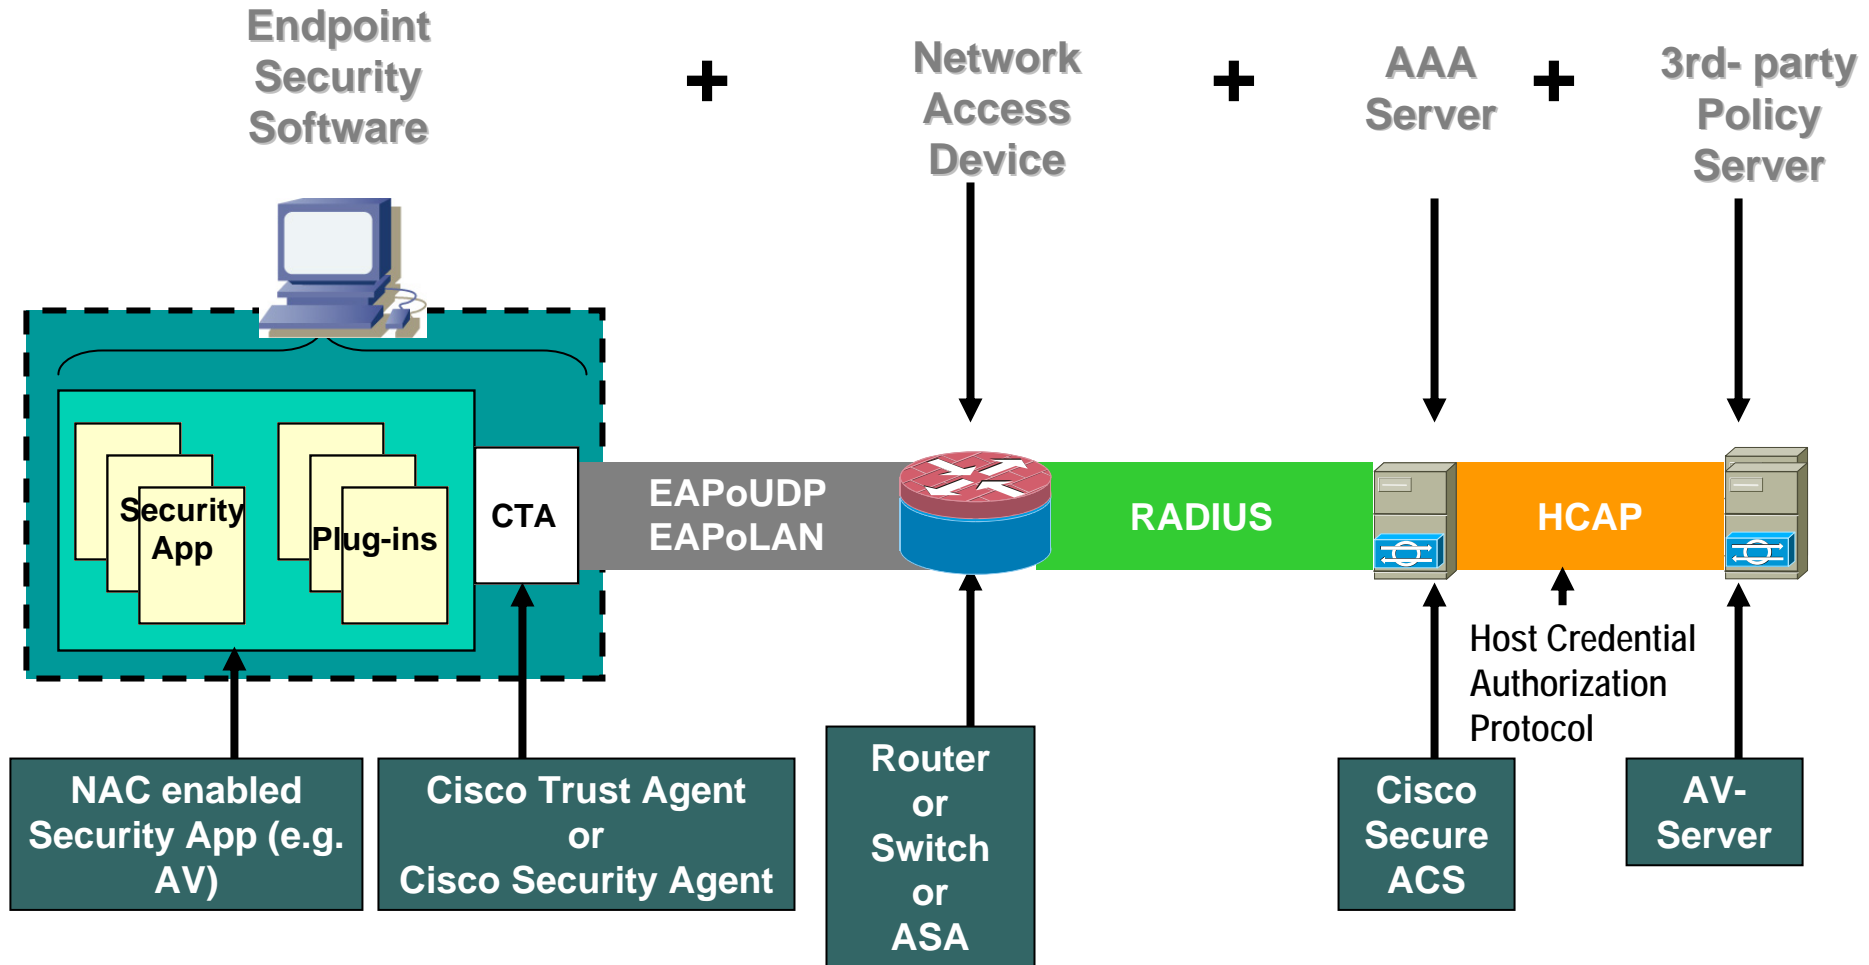 Endpoint
Security
Software
+
Network
Access
Device
+
AAA
Server
+
3rd- party
Policy
Server
Security
App
Plug-ins
CTA
EAPoUDP
EAPoLAN
RADIUS
HCAP
Host Credential
Authorization
Protocol
NAC enabled
Security App (e.g.
AV)
Cisco Trust Agent
or
Cisco Security Agent
Router
or
Switch
or
ASA
Cisco
Secure
ACS
AV-
Server